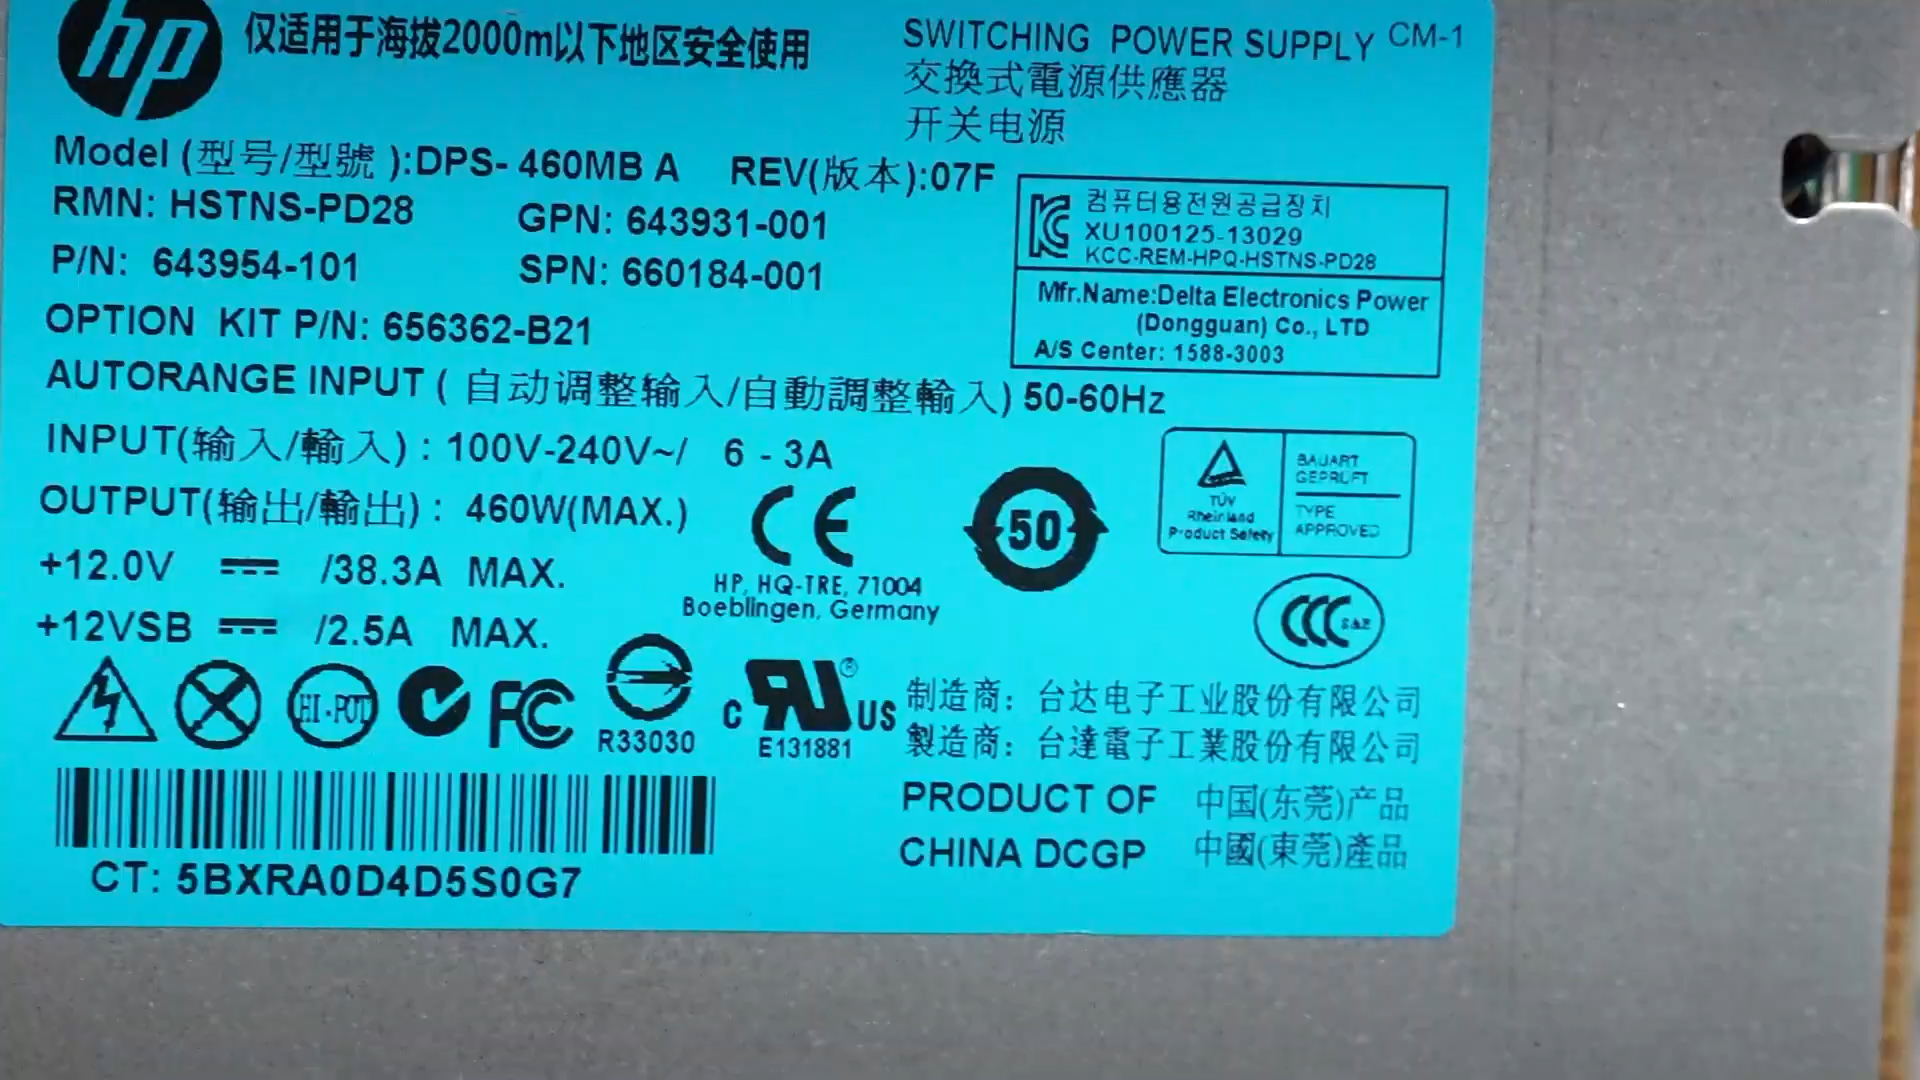 hp
仅适用于海拔2000m以下地区安全使用
SWITCHING POWER SUPPLY CM-1
交換式電源供應器
开关电源
Model (型号/型號 ):DPS- 460MB A REV(版本):07F
RMN: HSTNS-PD28 GPN: 643931-001
P/N: 643954-101 SPN: 660184-001
OPTION KIT P/N: 656362-B21
컴퓨터용전원공급장치
XU100125-13029
KCC-REM-HPQ-HSTNS-PD28
Mfr.Name:Delta Electronics Power
(Dongguan) Co., LTD
A/S Center: 1588-3003
AUTORANGE INPUT ( 自动调整输入/自動調整輸入) 50-60Hz
INPUT(输入/輸入) : 100V-240V~/ 6 - 3A
OUTPUT(输出/輸出) : 460W(MAX.)
+12.0V ⎓ /38.3A MAX.
+12VSB ⎓ /2.5A MAX.
CE
HP, HQ-TRE, 71004
Boeblingen, Germany
50
TÜV
Rheinland
Product Safety
BAUART
GEPRÜFT
TYPE
APPROVED
CCC S&E
HI-POT
FC
R33030
c RU ® US
E131881
制造商: 台达电子工业股份有限公司
製造商: 台達電子工業股份有限公司
PRODUCT OF 中国(东莞)产品
CHINA DCGP 中國(東莞)產品
CT: 5BXRA0D4D5S0G7